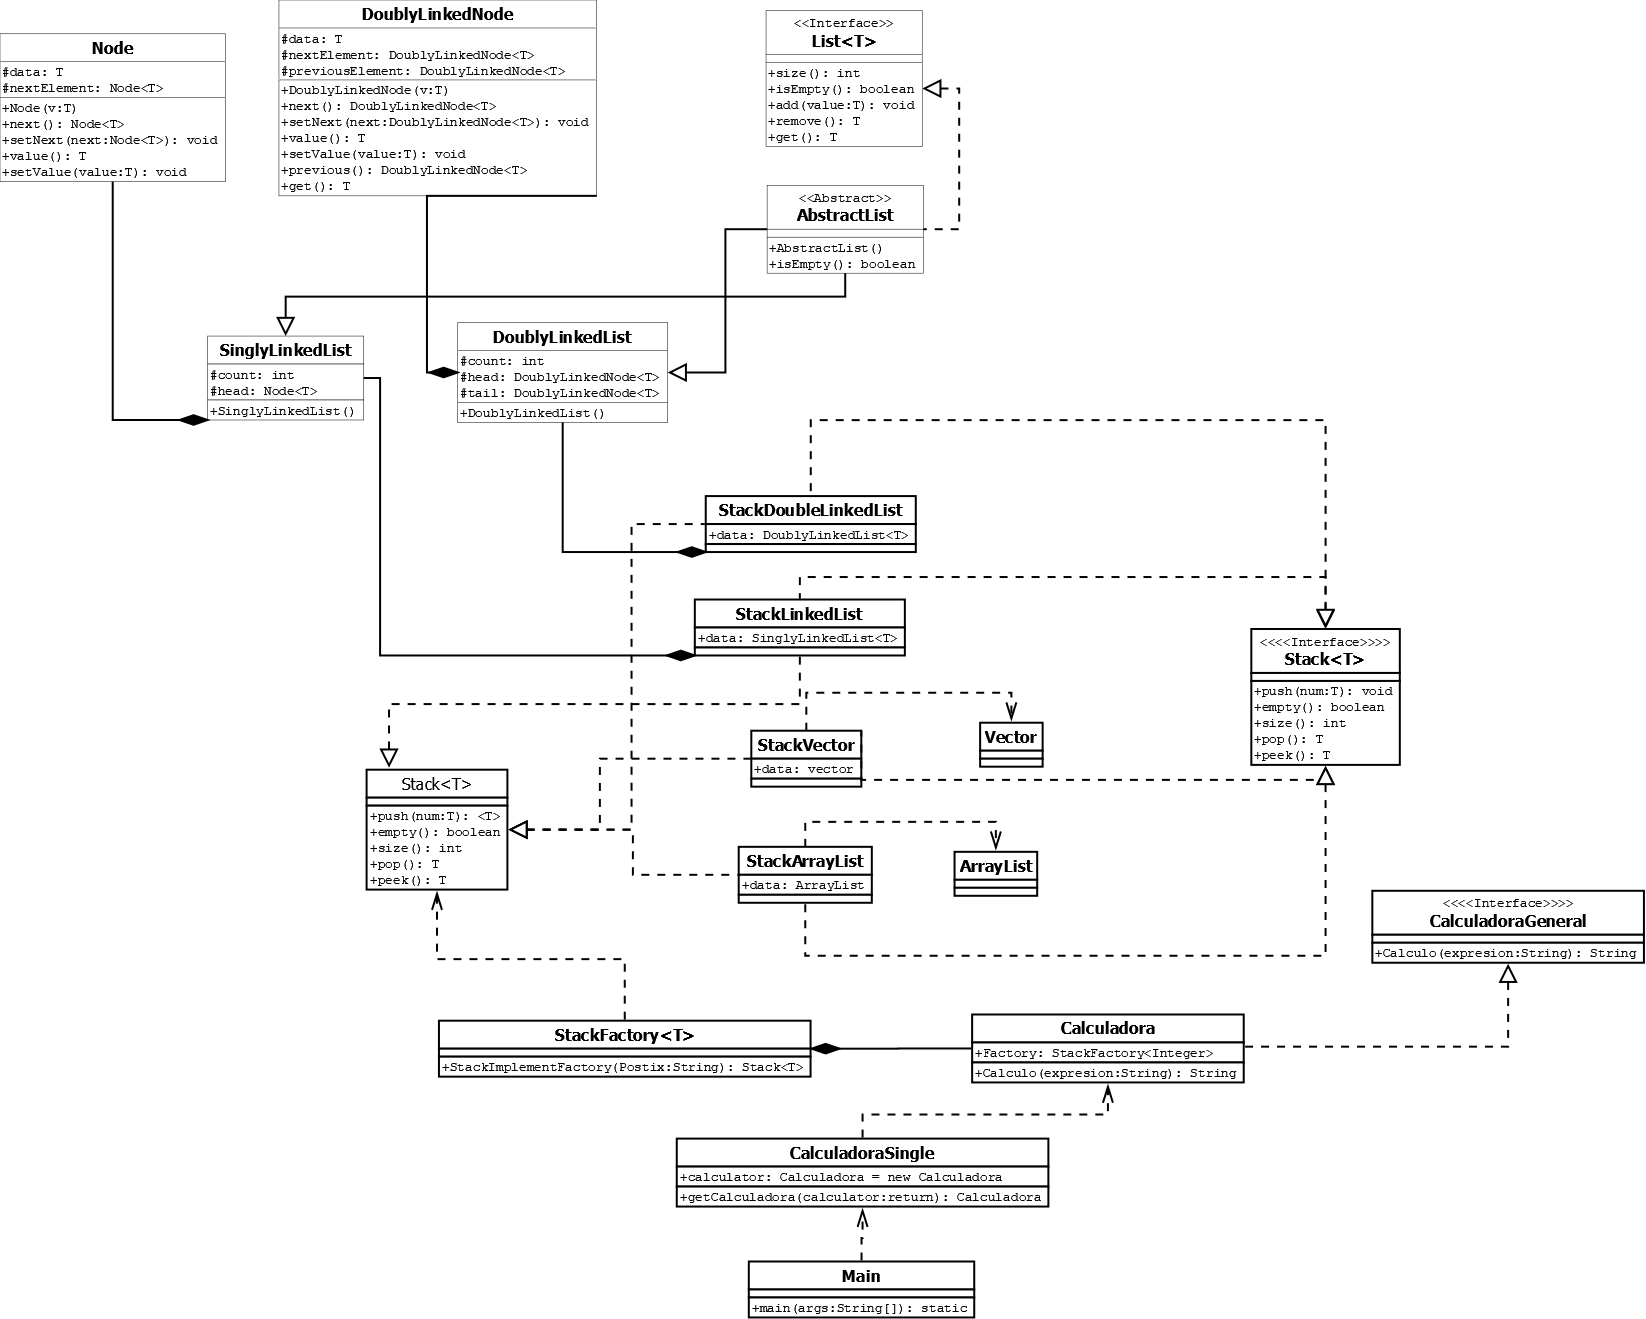 Node
#data: T
#nextElement: Node<T>
+Node(v:T)
+next(): Node<T>
+setNext(next:Node<T>): void
+value(): T
+setValue(value:T): void
DoublyLinkedNode
#data: T
#nextElement: DoublyLinkedNode<T>
#previousElement: DoublyLinkedNode<T>
+DoublyLinkedNode(v:T)
+next(): DoublyLinkedNode<T>
+setNext(next:DoublyLinkedNode<T>): void
+value(): T
+setValue(value:T): void
+previous(): DoublyLinkedNode<T>
+get(): T
<<Interface>>
List<T>
+size(): int
+isEmpty(): boolean
+add(value:T): void
+remove(): T
+get(): T
<<Abstract>>
AbstractList
+AbstractList()
+isEmpty(): boolean
SinglyLinkedList
#count: int
#head: Node<T>
+SinglyLinkedList()
DoublyLinkedList
#count: int
#head: DoublyLinkedNode<T>
#tail: DoublyLinkedNode<T>
+DoublyLinkedList()
StackDoubleLinkedList
+data: DoublyLinkedList<T>
StackLinkedList
+data: SinglyLinkedList<T>
<<<<Interface>>>>
Stack<T>
+push(num:T): void
+empty(): boolean
+size(): int
+pop(): T
+peek(): T
StackVector
+data: vector
Vector
Stack<T>
+push(num:T): <T>
+empty(): boolean
+size(): int
+pop(): T
+peek(): T
StackArrayList
+data: ArrayList
ArrayList
<<<<Interface>>>>
CalculadoraGeneral
+Calculo(expresion:String): String
StackFactory<T>
+StackImplementFactory(Postix:String): Stack<T>
Calculadora
+Factory: StackFactory<Integer>
+Calculo(expresion:String): String
CalculadoraSingle
+calculator: Calculadora = new Calculadora
+getCalculadora(calculator:return): Calculadora
Main
+main(args:String[]): static